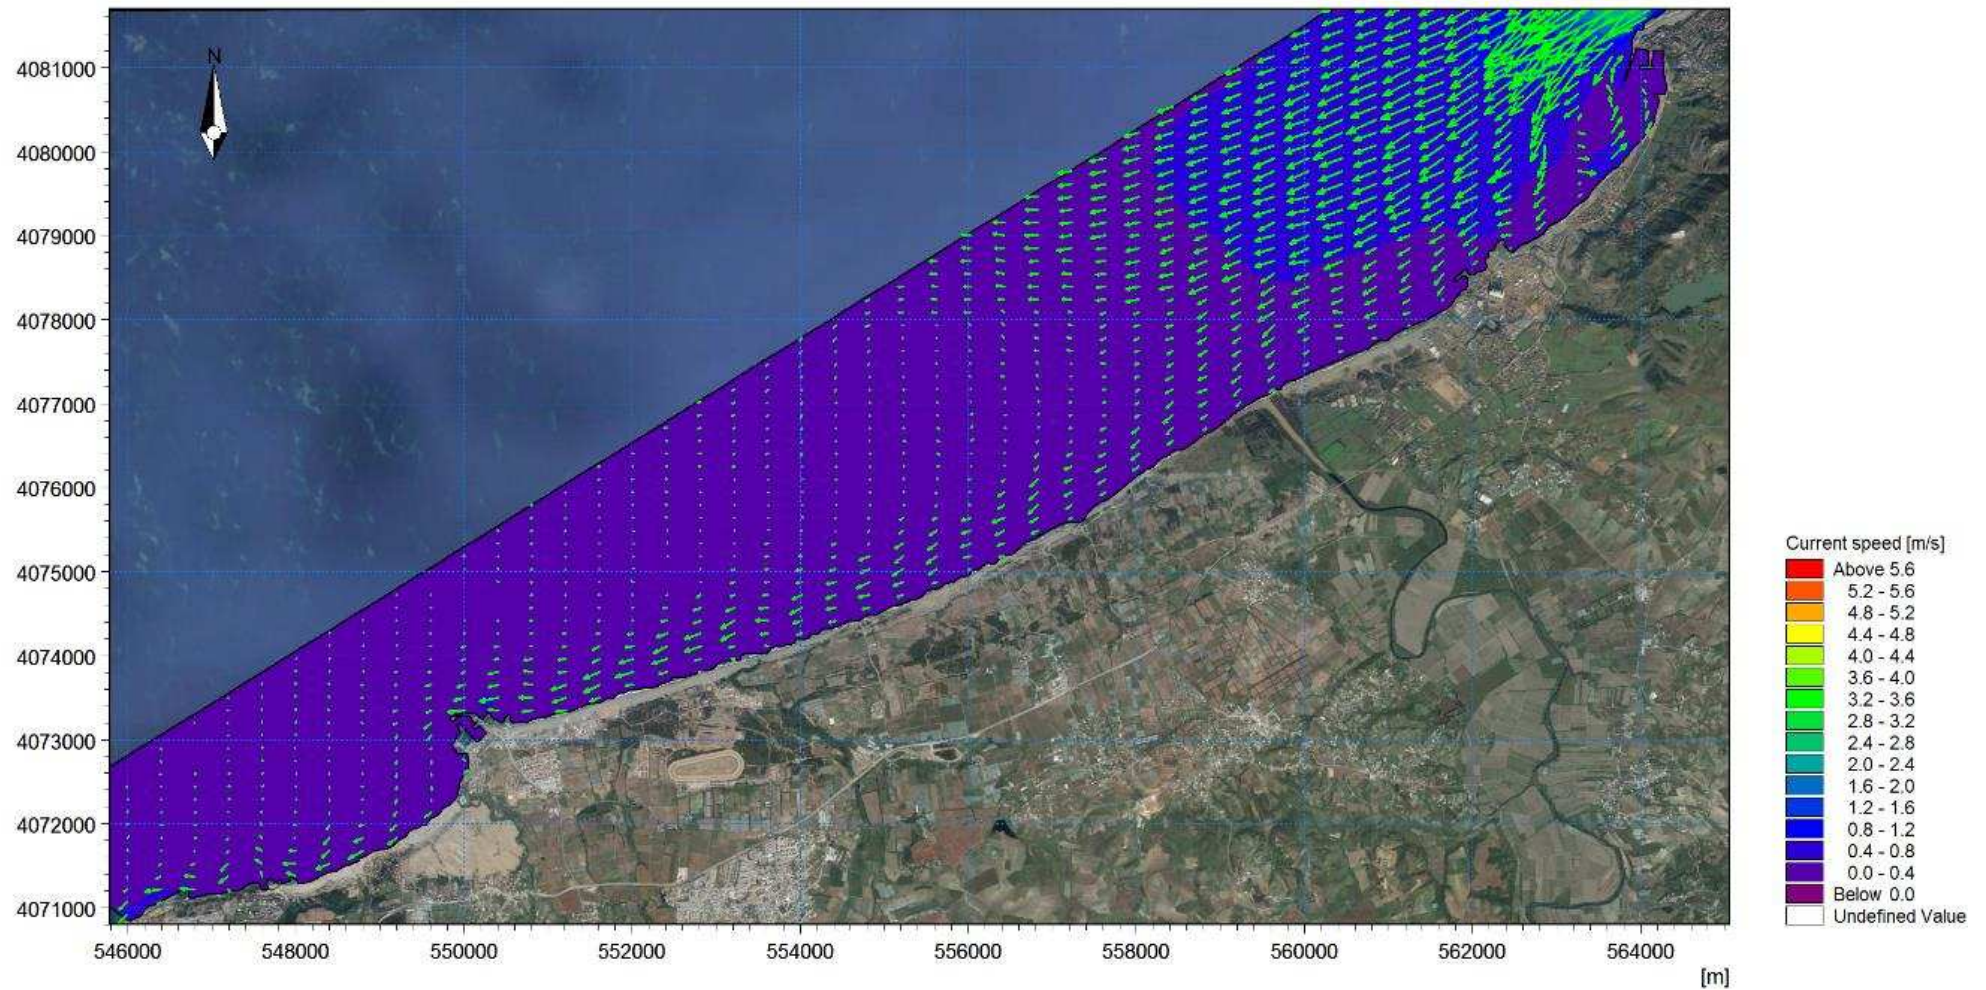 N
4081000
4080000
4079000
4078000
4077000
4076000
4075000
4074000
4073000
4072000
4071000
546000 548000 550000 552000 554000 556000 558000 560000 562000 564000
[m]
Current speed [m/s]
Above 5.6
5.2 - 5.6
4.8 - 5.2
4.4 - 4.8
4.0 - 4.4
3.6 - 4.0
3.2 - 3.6
2.8 - 3.2
2.4 - 2.8
2.0 - 2.4
1.6 - 2.0
1.2 - 1.6
0.8 - 1.2
0.4 - 0.8
0.0 - 0.4
Below 0.0
Undefined Value